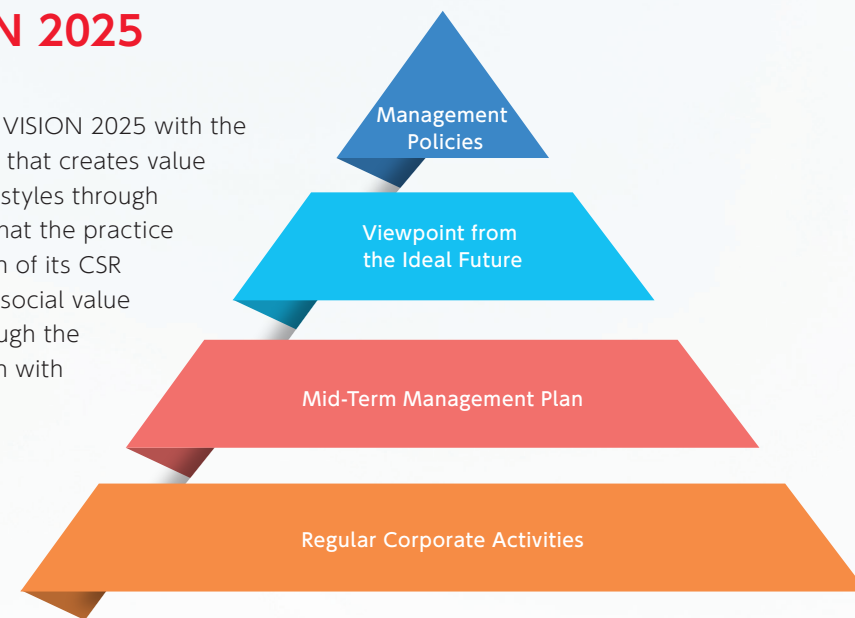 N 2025
VISION 2025 with the
that creates value
styles through
hat the practice
n of its CSR
social value
ugh the
n with
Management
Policies
Viewpoint from
the Ideal Future
Mid-Term Management Plan
Regular Corporate Activities